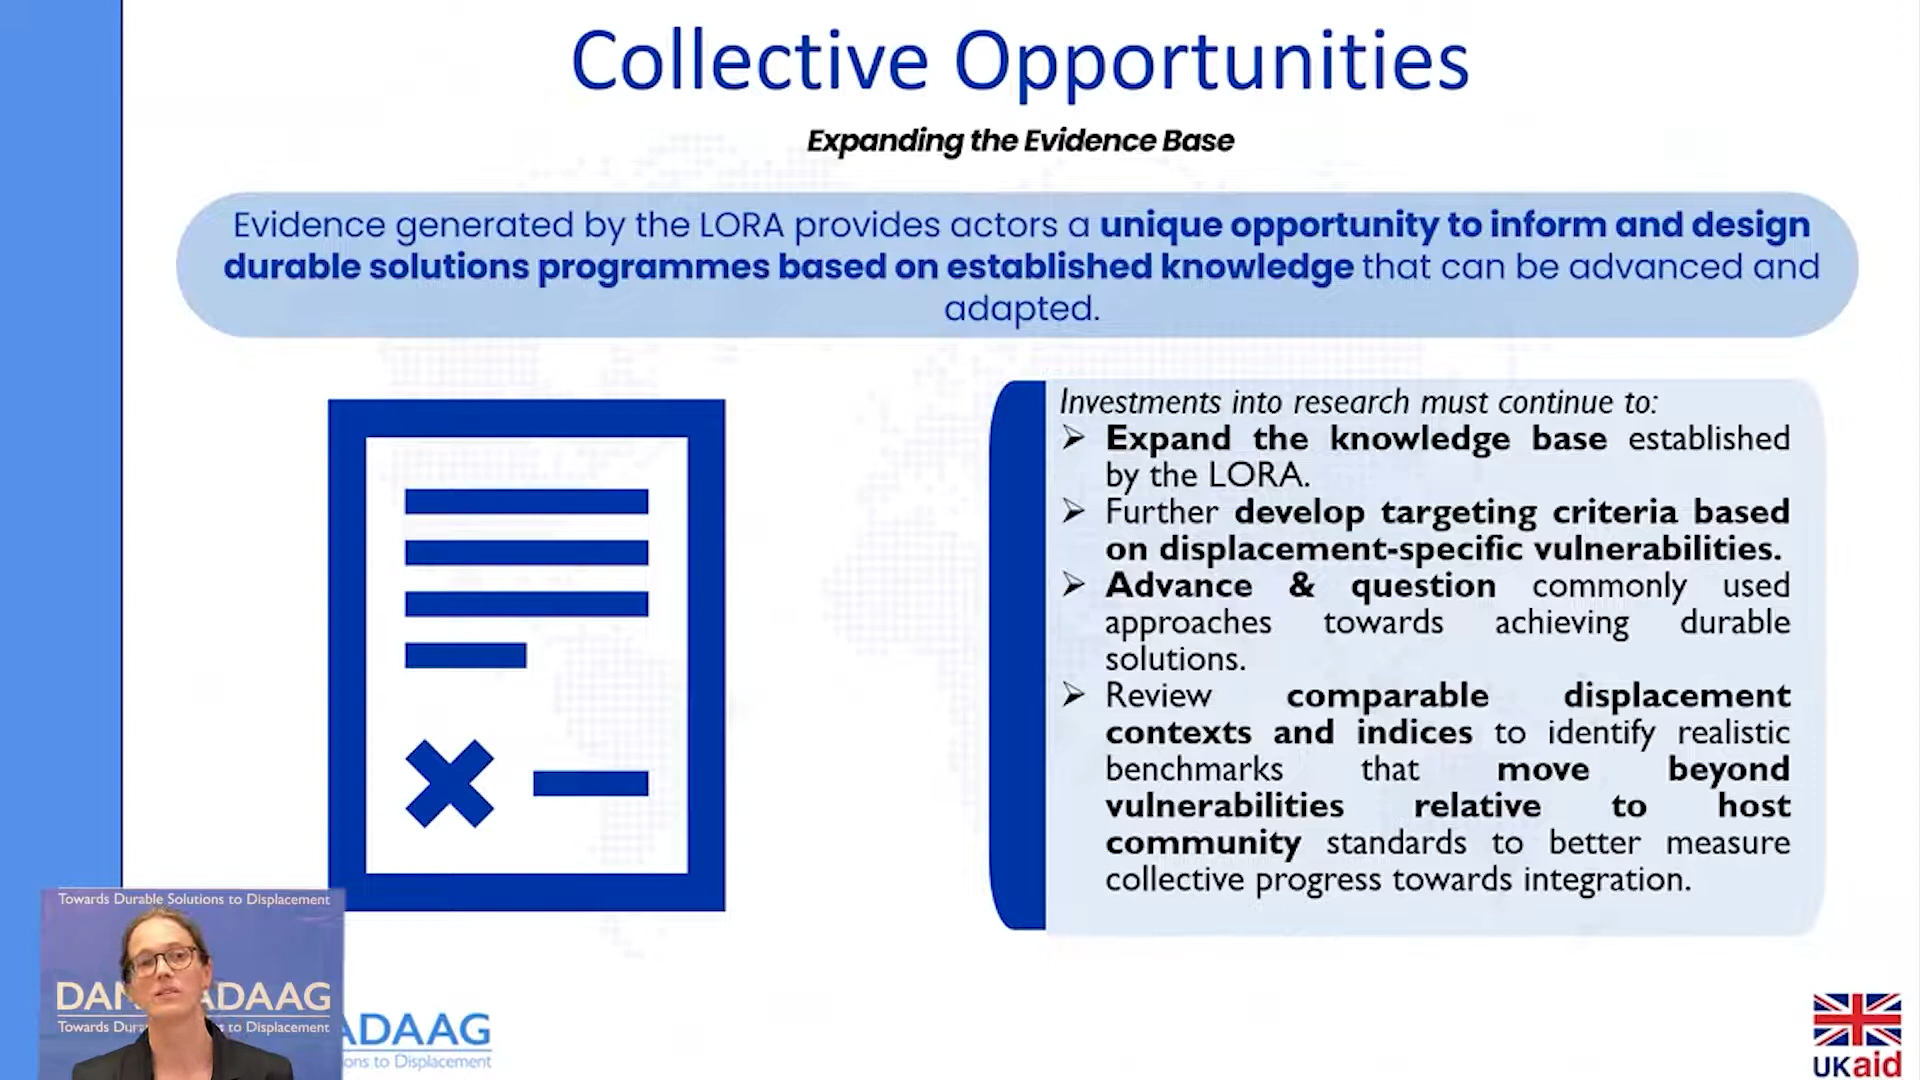 Collective Opportunities
Expanding the Evidence Base
Evidence generated by the LORA provides actors a unique opportunity to inform and design
durable solutions programmes based on established knowledge that can be advanced and
adapted.
Investments into research must continue to:
➢ Expand the knowledge base established
by the LORA.
➢ Further develop targeting criteria based
on displacement-specific vulnerabilities.
➢ Advance & question commonly used
approaches towards achieving durable
solutions.
➢ Review comparable displacement
contexts and indices to identify realistic
benchmarks that move beyond
vulnerabilities relative to host
community standards to better measure
collective progress towards integration.
Towards Durable Solutions to Displacement
DAN ADAAG
Towards Dur to Displacement
ADAAG
ons to Displacement
UKaid